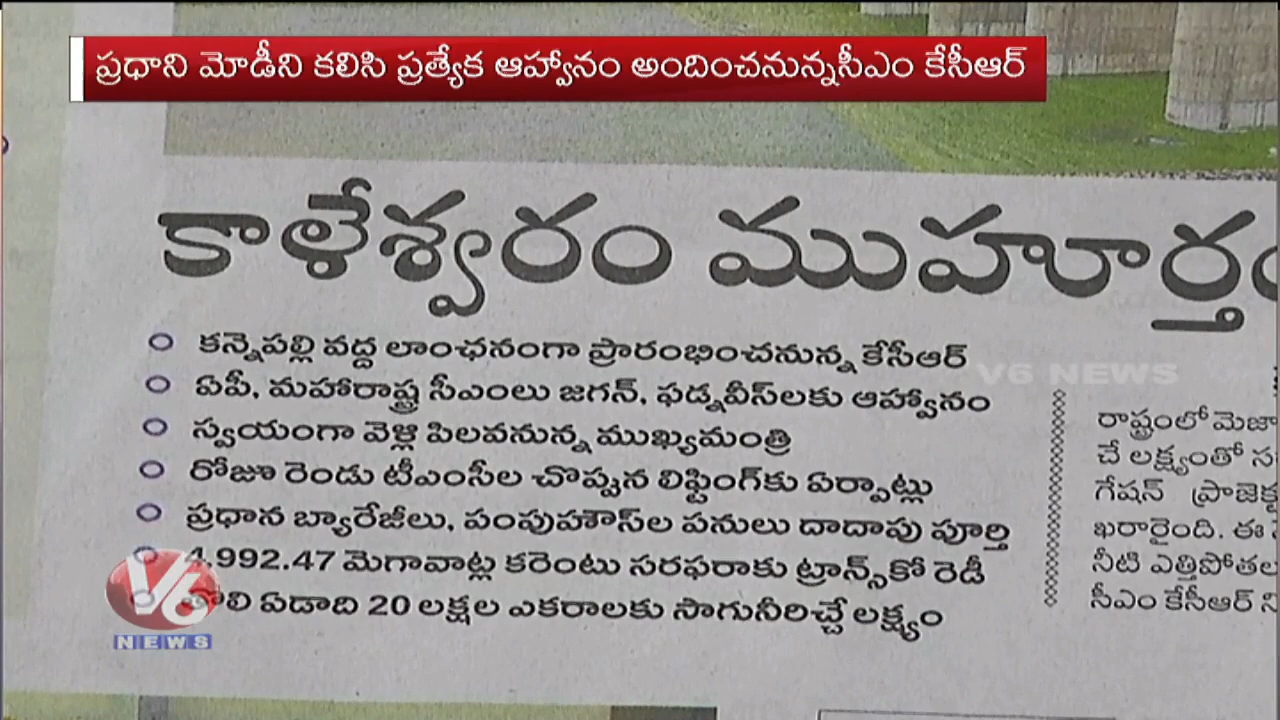 ప్రధాని మోడీని కలిసి ప్రత్యేక ఆహ్వానం అందించనున్నసీఎం కేసీఆర్
కాళేశ్వరం ముహూర్తం
కన్నెపల్లి వద్ద లాంఛనంగా ప్రారంభించనున్న కేసీఆర్
ఏపీ, మహారాష్ట్ర సీఎంలు జగన్, ఫడ్నవీస్‌లకు ఆహ్వానం
స్వయంగా వెళ్లి పిలవనున్న ముఖ్యమంత్రి
రోజూ రెండు టీఎంసీల చొప్పున లిఫ్టింగ్‌కు ఏర్పాట్లు
ప్రధాన బ్యారేజీలు, పంపుహౌస్‌ల పనులు దాదాపు పూర్తి
4,992.47 మెగావాట్ల కరెంటు సరఫరాకు ట్రాన్స్‌కో రెడీ
తొలి ఏడాది 20 లక్షల ఎకరాలకు సాగునీరిచ్చే లక్ష్యం
V6 NEWS
రాష్ట్రంలో మెజా
చే లక్ష్యంతో స
గేషన్ ప్రాజెక్ట
ఖరారైంది. ఈ
నీటి ఎత్తిపోతల
సీఎం కేసీఆర్ ని
V6
NEWS